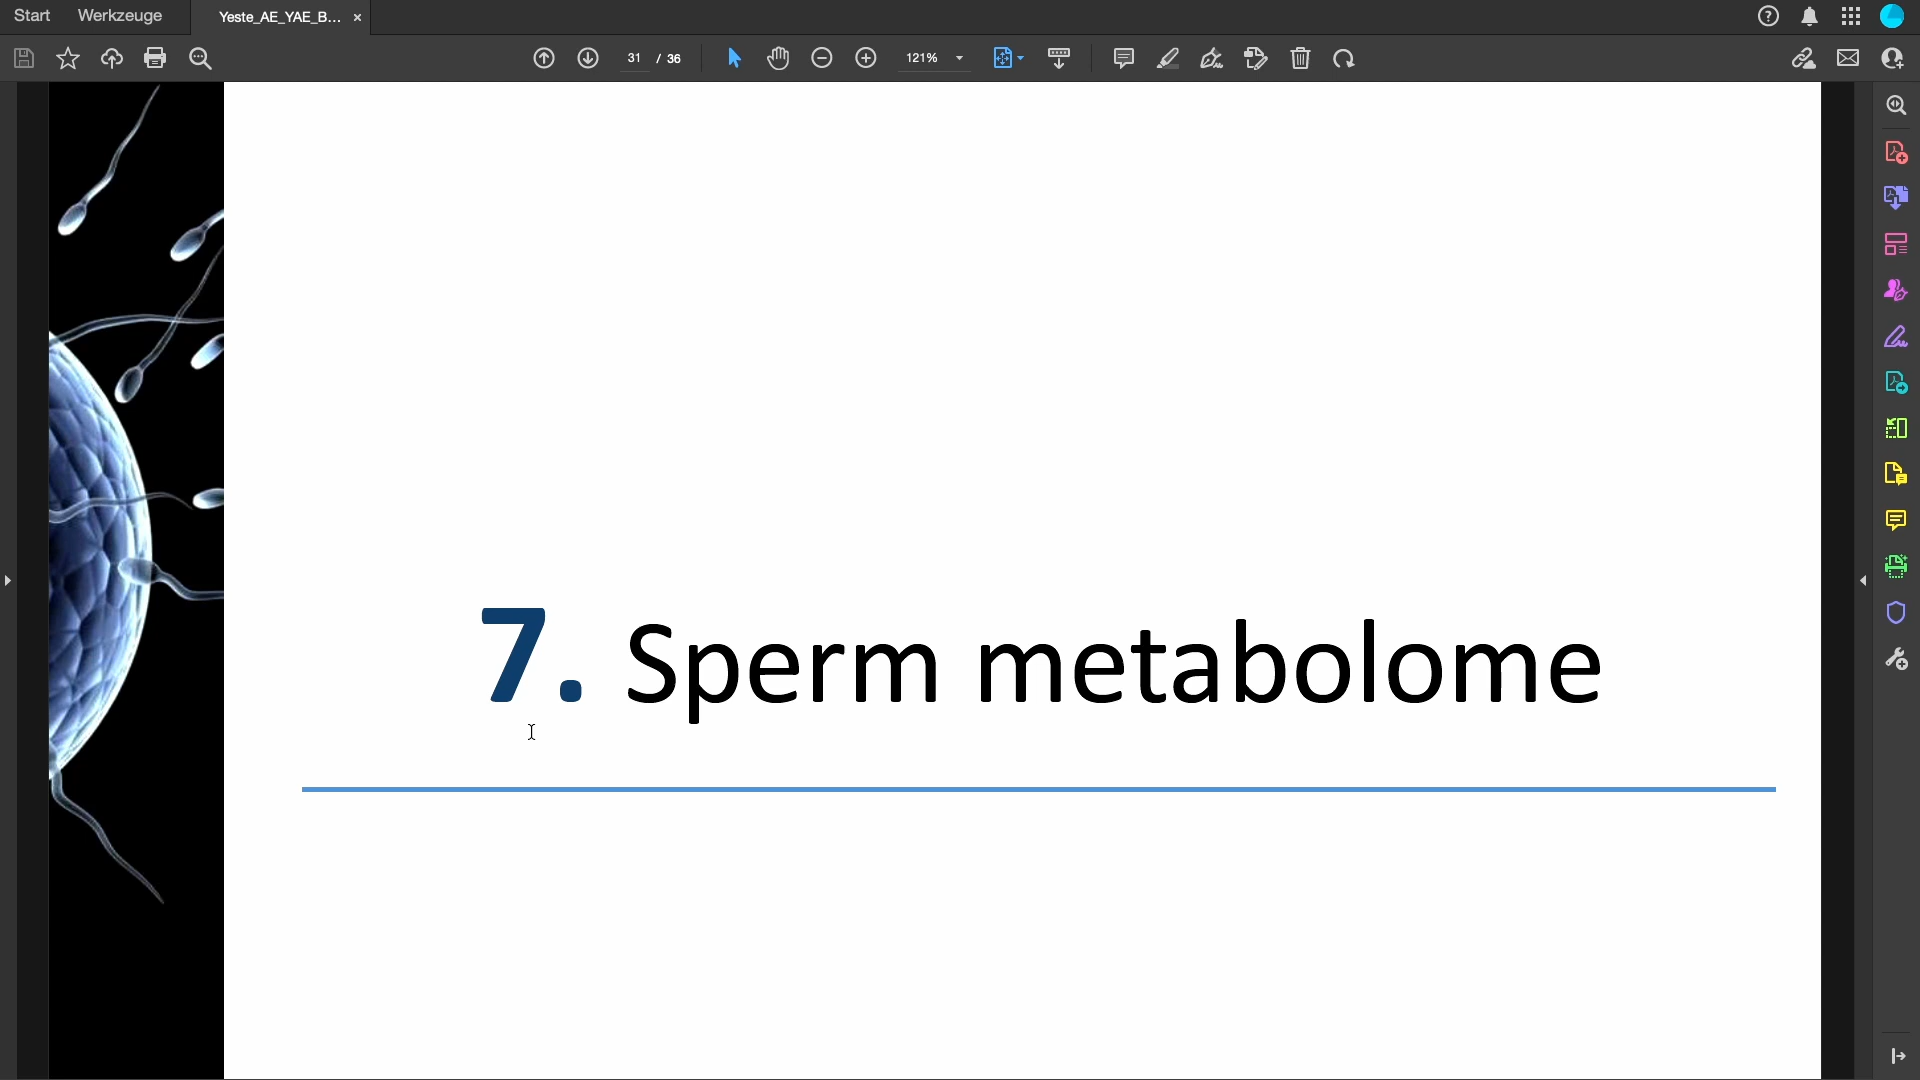 Start Werkzeuge Yeste_AE_YAE_B... ×
31 / 36 121%
7. Sperm metabolome